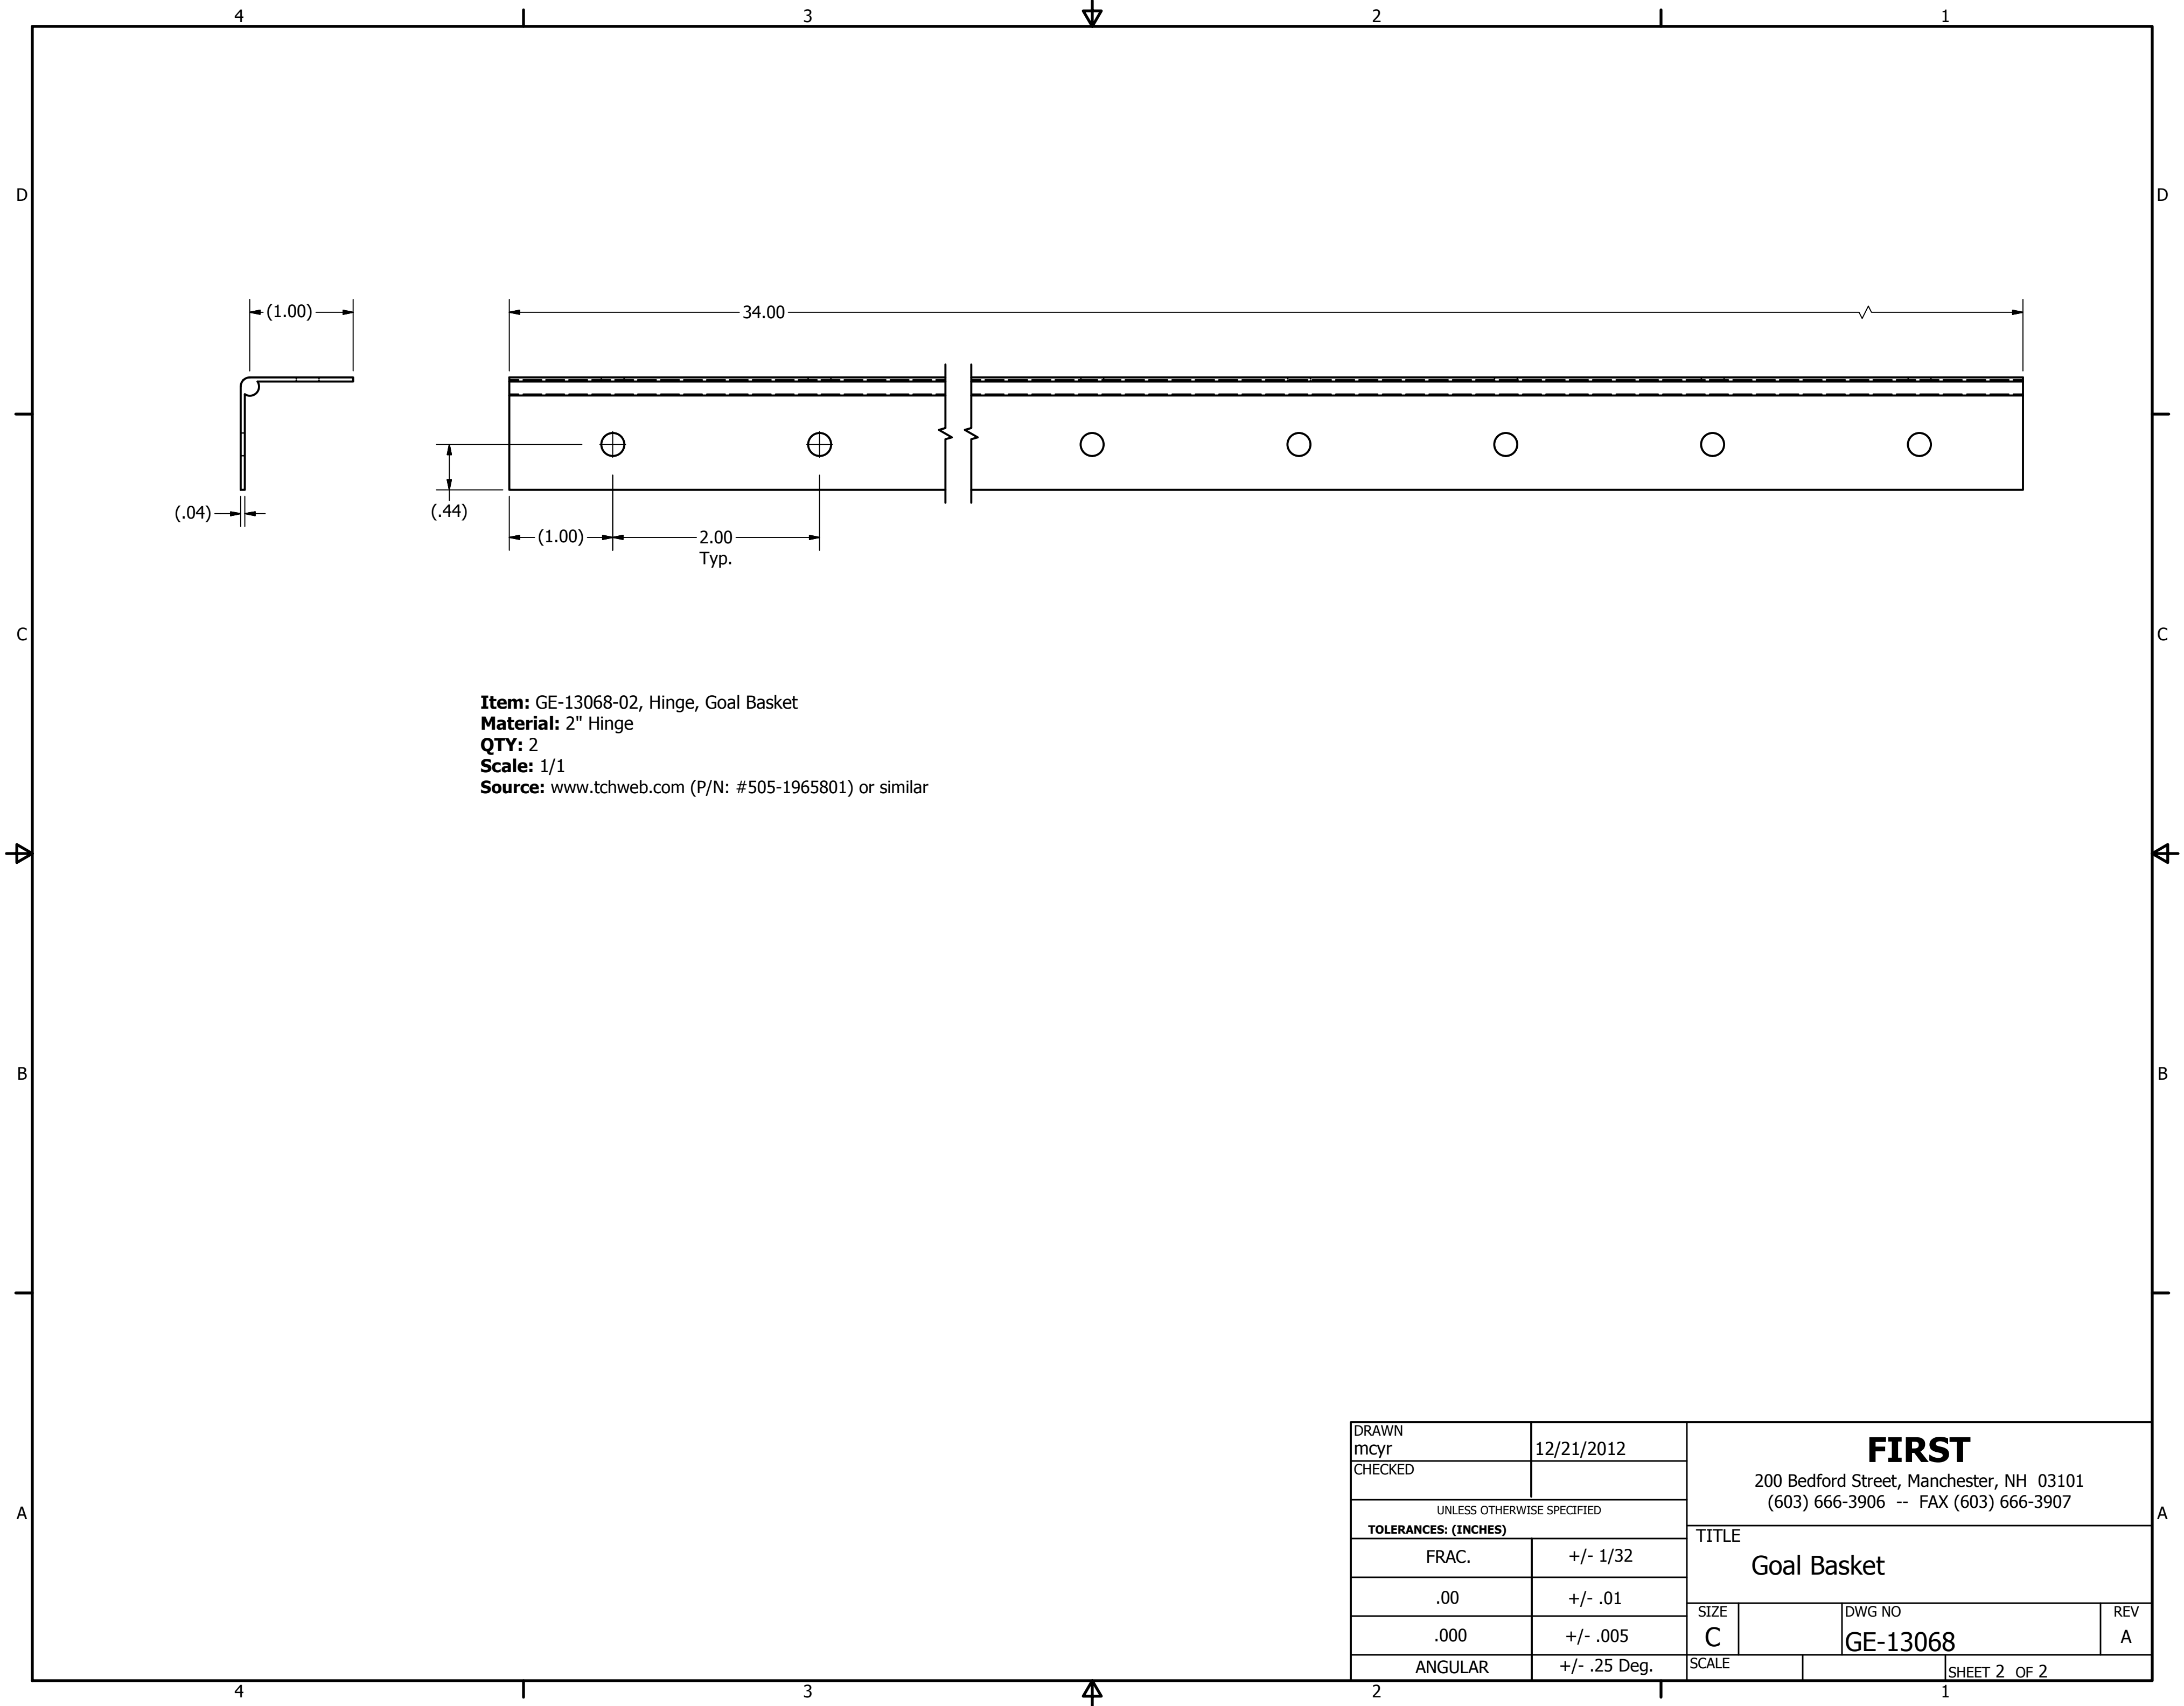 4 3 2 1
D D
(1.00) 34.00
(.04) (.44)
(1.00) 2.00
Typ.
C C
Item: GE-13068-02, Hinge, Goal Basket
Material: 2" Hinge
QTY: 2
Scale: 1/1
Source: www.tchweb.com (P/N: #505-1965801) or similar
B B
A A
DRAWN
mcyr 12/21/2012
CHECKED
UNLESS OTHERWISE SPECIFIED
TOLERANCES: (INCHES)
FRAC. +/- 1/32
.00 +/- .01
.000 +/- .005
ANGULAR +/- .25 Deg.
FIRST
200 Bedford Street, Manchester, NH 03101
(603) 666-3906 -- FAX (603) 666-3907
TITLE
Goal Basket
SIZE DWG NO REV
C GE-13068 A
SCALE SHEET 2 OF 2
4 3 2 1